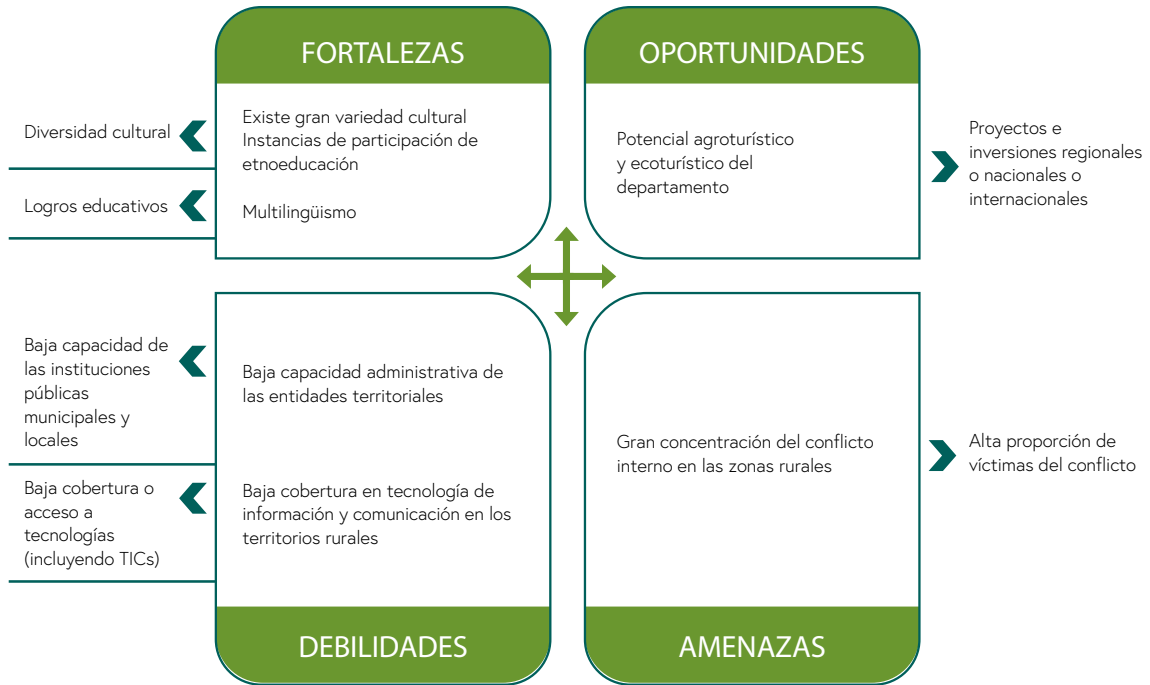 FORTALEZAS
Diversidad cultural
Existe gran variedad cultural
Instancias de participación de
etnoeducación
Logros educativos
Multilingüismo
OPORTUNIDADES
Potencial agroturístico
y ecoturístico del
departamento
Proyectos e
inversiones regionales
o nacionales o
internacionales
Baja capacidad de
las instituciones
públicas
municipales y
locales
Baja capacidad administrativa de
las entidades territoriales
Baja cobertura o
acceso a
tecnologías
(incluyendo TICs)
Baja cobertura en tecnología de
información y comunicación en los
territorios rurales
DEBILIDADES
Gran concentración del conflicto
interno en las zonas rurales
Alta proporción de
víctimas del conflicto
AMENAZAS